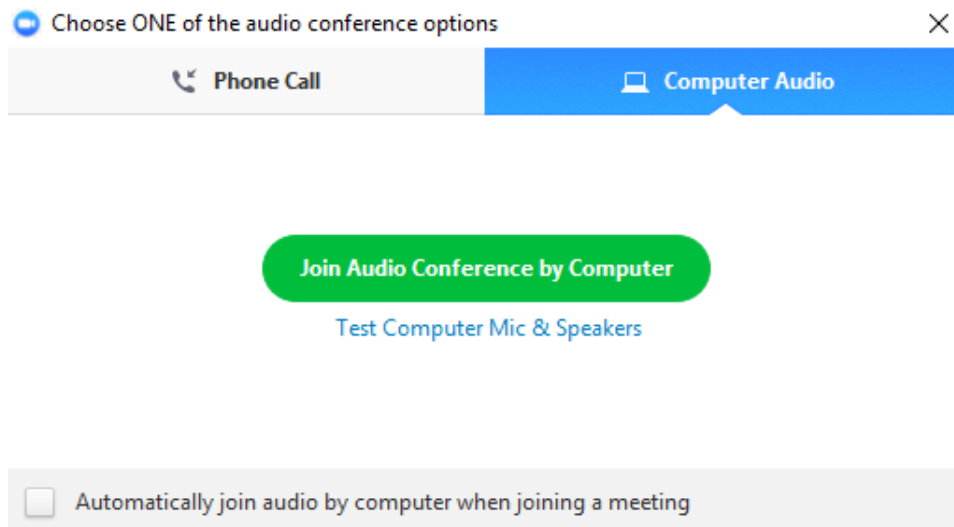 Choose ONE of the audio conference options
Phone Call
Computer Audio
Join Audio Conference by Computer
Test Computer Mic & Speakers
Automatically join audio by computer when joining a meeting